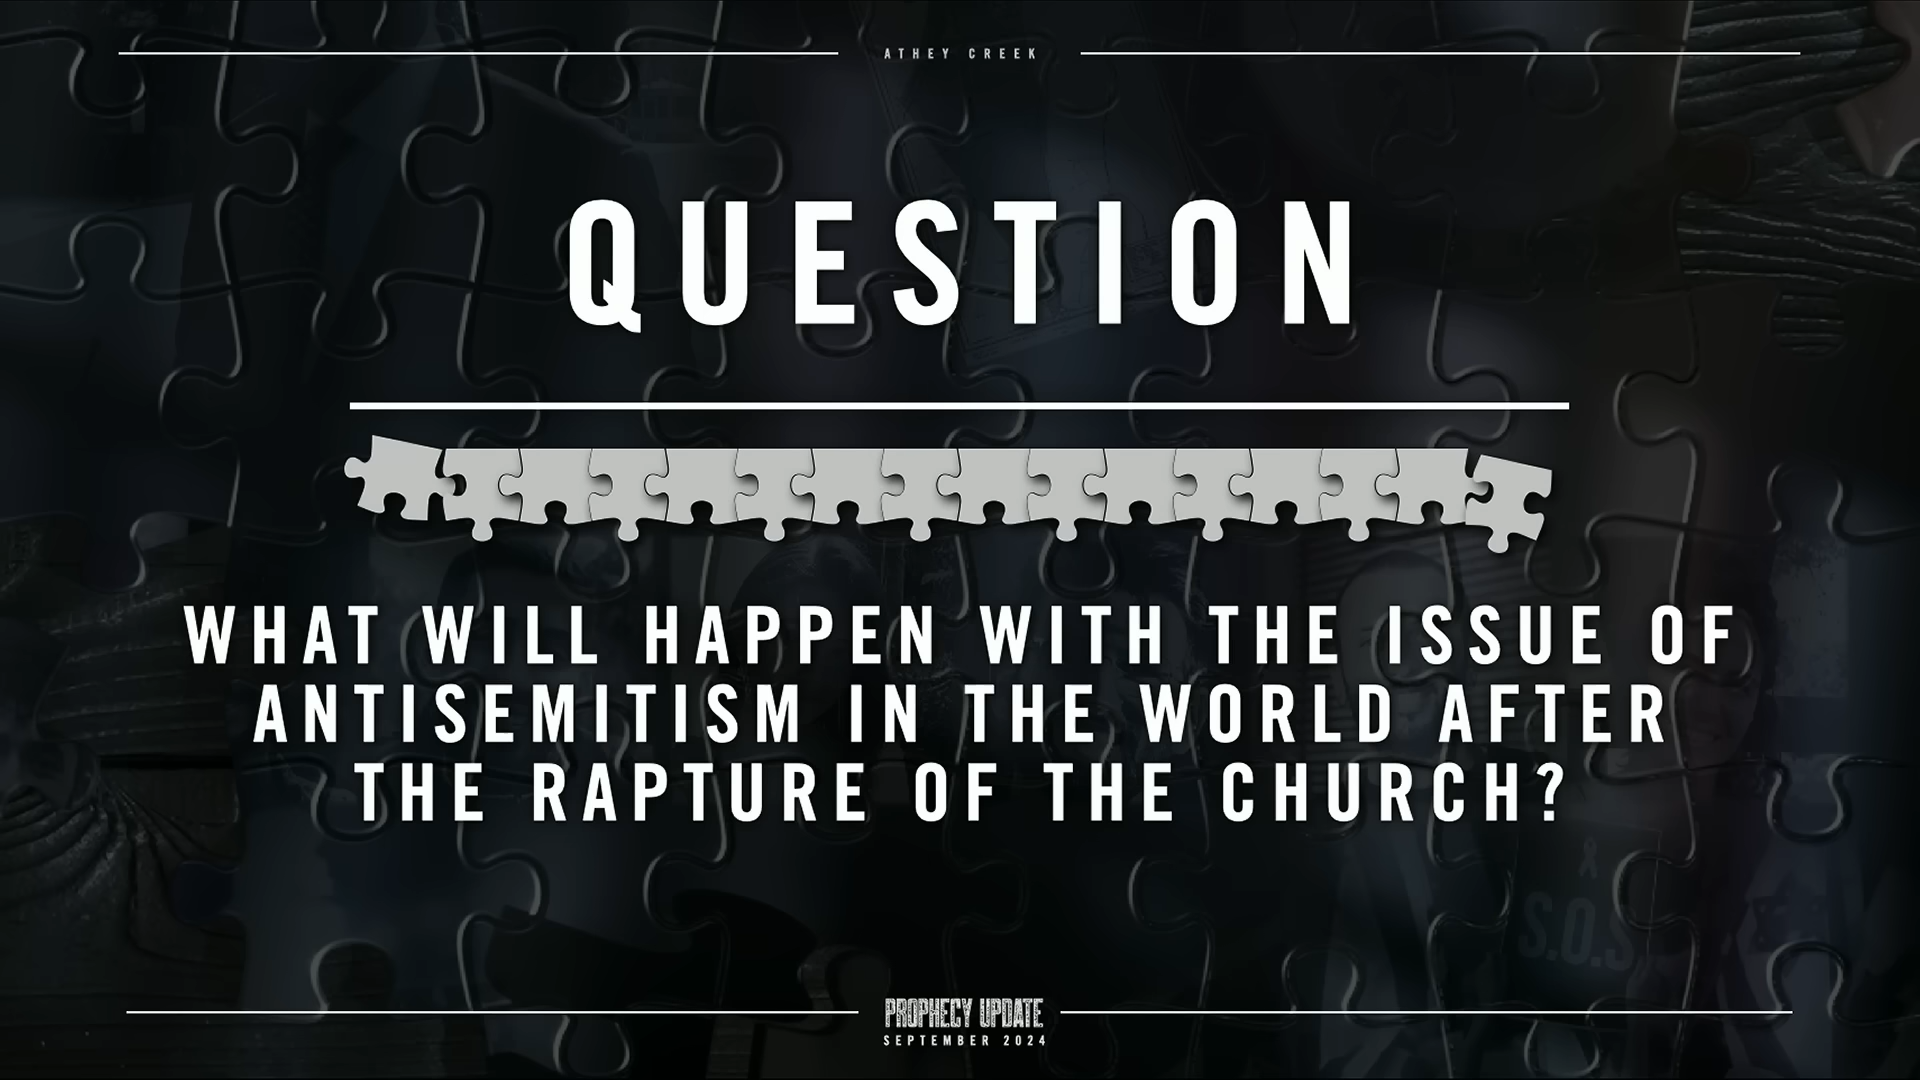 ATHEY CREEK
QUESTION
WHAT WILL HAPPEN WITH THE ISSUE OF
ANTISEMITISM IN THE WORLD AFTER
THE RAPTURE OF THE CHURCH?
S.O.S
PROPHECY UPDATE
SEPTEMBER 2024